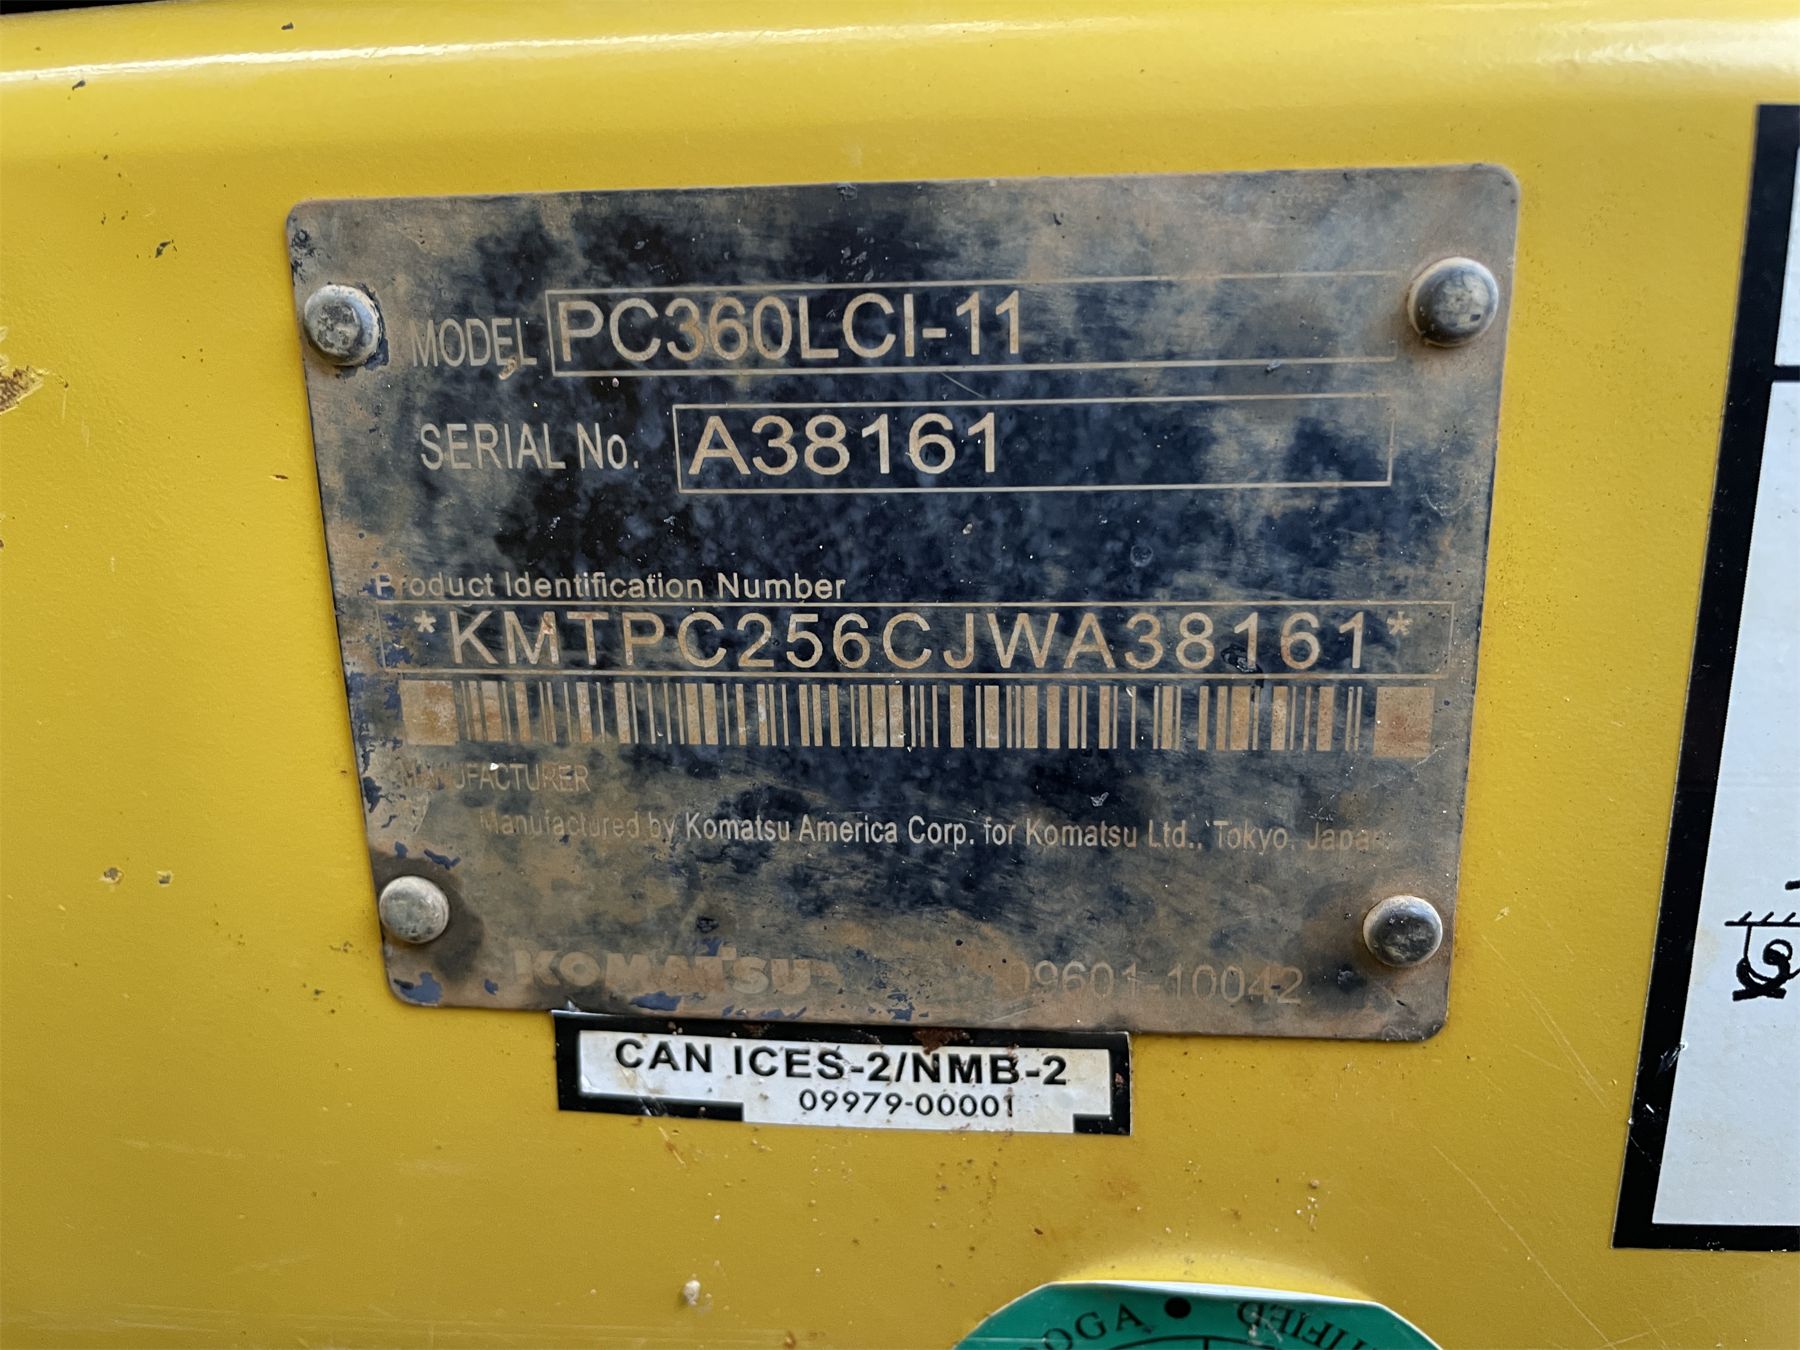 MODEL PC360LCI-11
SERIAL No. A38161
Product Identification Number
*KMTPC256CJWA38161*
MANUFACTURER
Manufactured by Komatsu America Corp. for Komatsu Ltd., Tokyo, Japan
KOMATSU 09601-10042
CAN ICES-2/NMB-2
09979-00001